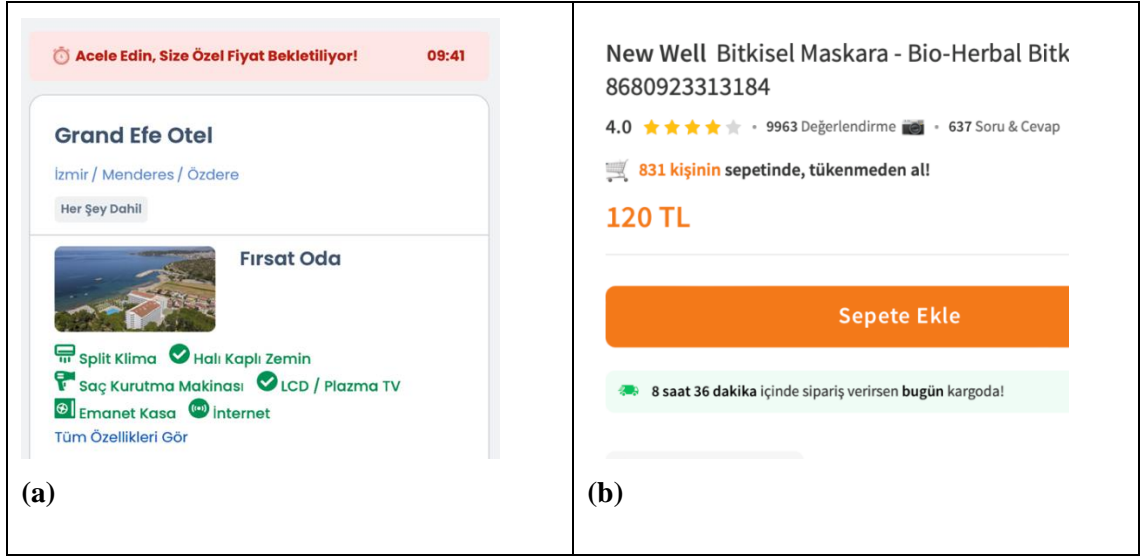 Acele Edin, Size Özel Fiyat Bekletiliyor! 09:41
Grand Efe Otel
İzmir / Menderes / Özdere
Her Şey Dahil
Fırsat Oda
Split Klima Halı Kaplı Zemin
Saç Kurutma Makinası LCD / Plazma TV
Emanet Kasa İnternet
Tüm Özellikleri Gör
(a)
New Well Bitkisel Maskara - Bio-Herbal Bitk
8680923313184
4.0 • 9963 Değerlendirme • 637 Soru & Cevap
831 kişinin sepetinde, tükenmeden al!
120 TL
Sepete Ekle
8 saat 36 dakika içinde sipariş verirsen bugün kargoda!
(b)